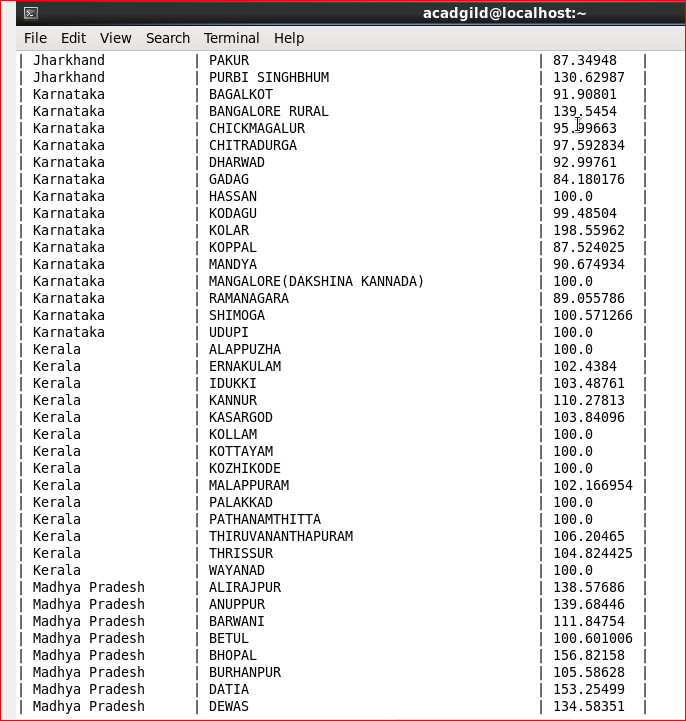 acadgild@localhost:~
File Edit View Search Terminal Help
| Jharkhand | PAKUR | 87.34948 |
| Jharkhand | PURBI SINGHBHUM | 130.62987 |
| Karnataka | BAGALKOT | 91.90801 |
| Karnataka | BANGALORE RURAL | 139.5454 |
| Karnataka | CHICKMAGALUR | 95.99663 |
| Karnataka | CHITRADURGA | 97.592834 |
| Karnataka | DHARWAD | 92.99761 |
| Karnataka | GADAG | 84.180176 |
| Karnataka | HASSAN | 100.0 |
| Karnataka | KODAGU | 99.48504 |
| Karnataka | KOLAR | 198.55962 |
| Karnataka | KOPPAL | 87.524025 |
| Karnataka | MANDYA | 90.674934 |
| Karnataka | MANGALORE(DAKSHINA KANNADA) | 100.0 |
| Karnataka | RAMANAGARA | 89.055786 |
| Karnataka | SHIMOGA | 100.571266 |
| Karnataka | UDUPI | 100.0 |
| Kerala | ALAPPUZHA | 100.0 |
| Kerala | ERNAKULAM | 102.4384 |
| Kerala | IDUKKI | 103.48761 |
| Kerala | KANNUR | 110.27813 |
| Kerala | KASARGOD | 103.84096 |
| Kerala | KOLLAM | 100.0 |
| Kerala | KOTTAYAM | 100.0 |
| Kerala | KOZHIKODE | 100.0 |
| Kerala | MALAPPURAM | 102.166954 |
| Kerala | PALAKKAD | 100.0 |
| Kerala | PATHANAMTHITTA | 100.0 |
| Kerala | THIRUVANANTHAPURAM | 106.20465 |
| Kerala | THRISSUR | 104.824425 |
| Kerala | WAYANAD | 100.0 |
| Madhya Pradesh | ALIRAJPUR | 138.57686 |
| Madhya Pradesh | ANUPPUR | 139.68446 |
| Madhya Pradesh | BARWANI | 111.84754 |
| Madhya Pradesh | BETUL | 100.601006 |
| Madhya Pradesh | BHOPAL | 156.82158 |
| Madhya Pradesh | BURHANPUR | 105.58628 |
| Madhya Pradesh | DATIA | 153.25499 |
| Madhya Pradesh | DEWAS | 134.58351 |